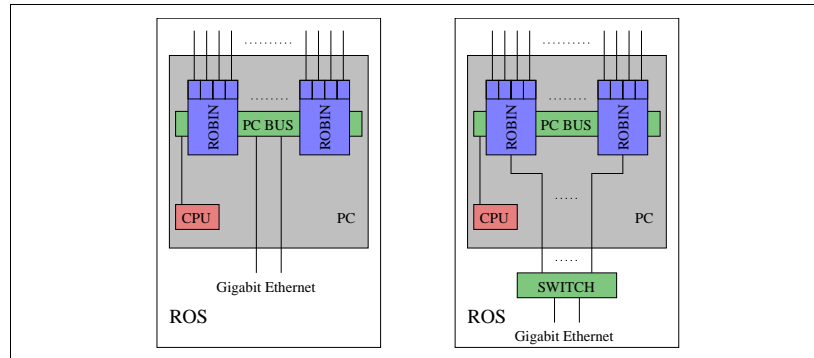 ROBIN
ROBIN
PC BUS
CPU
PC
Gigabit Ethernet
ROS
ROBIN
ROBIN
PC BUS
CPU
PC
SWITCH
ROS
Gigabit Ethernet